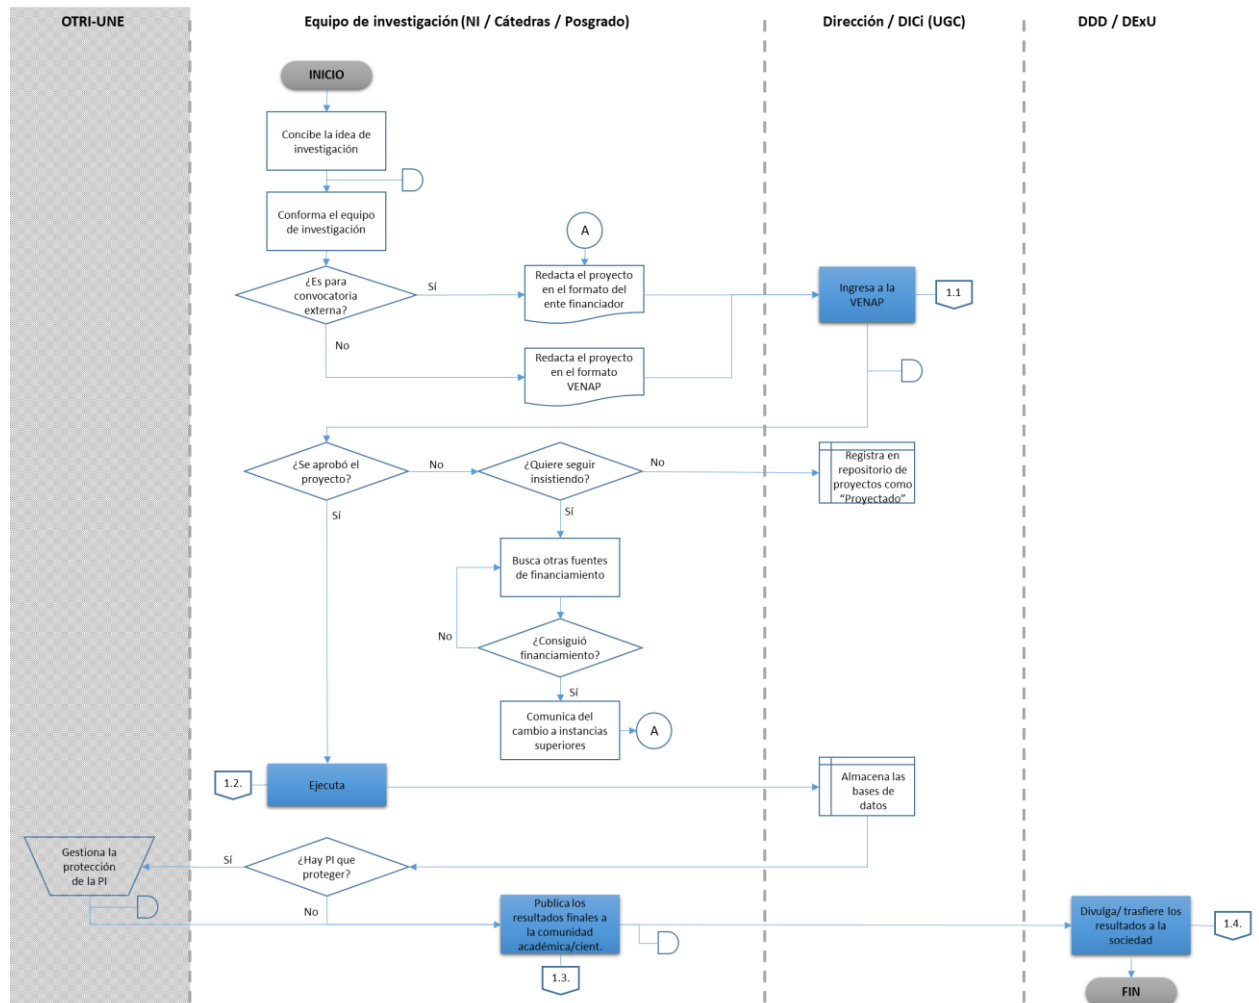 OTRI-UNE
Equipo de investigación (NI / Cátedras / Posgrado)
Dirección / DICi (UGC)
DDD / DExU
INICIO
Concibe la idea de
investigación
Conforma el equipo
de investigación
A
¿Es para
convocatoria
externa?
Sí
Redacta el proyecto
en el formato del
ente financiador
Ingresa a la
VENAP
1.1
No
Redacta el proyecto
en el formato
VENAP
¿Se aprobó el
proyecto?
No
¿Quiere seguir
insistiendo?
No
Registra en
repositorio de
proyectos como
“Proyectado”
Sí
Sí
Busca otras fuentes
de financiamiento
No
¿Consiguió
financiamiento?
Sí
Comunica del
cambio a instancias
superiores
A
1.2.
Ejecuta
Almacena las
bases de
datos
Gestiona la
protección
de la PI
Sí
¿Hay PI que
proteger?
No
Publica los
resultados finales a
la comunidad
académica/cient.
Divulga/ trasfiere los
resultados a la
sociedad
1.4.
1.3.
FIN